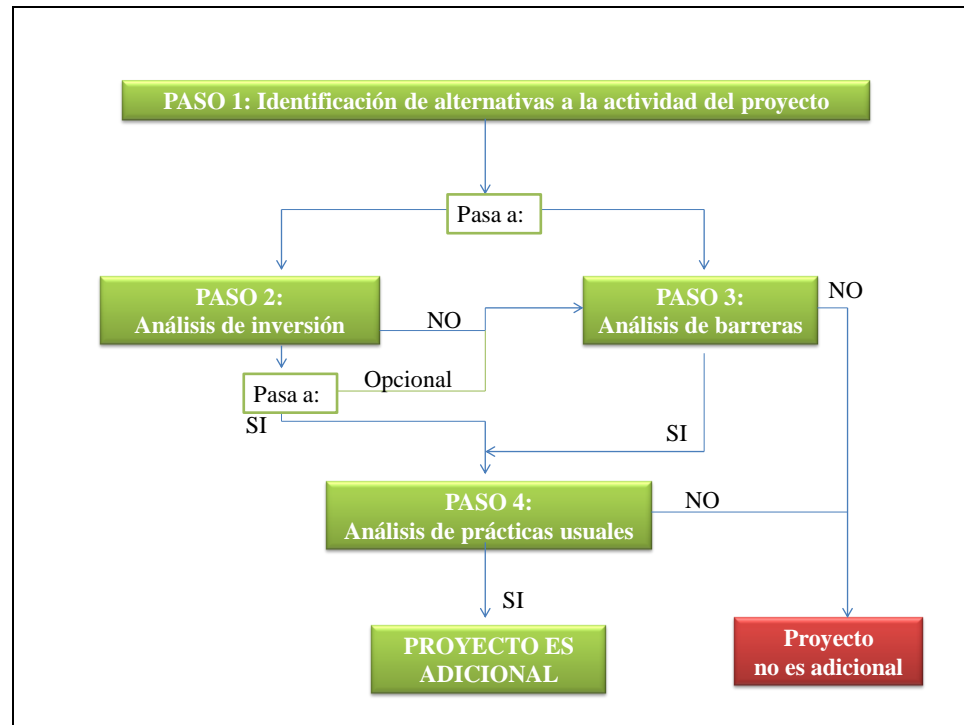 PASO 1: Identificación de alternativas a la actividad del proyecto
Pasa a:
PASO 2:
Análisis de inversión
NO
PASO 3:
Análisis de barreras
NO
Pasa a:
Opcional
SI
SI
PASO 4:
Análisis de prácticas usuales
NO
SI
PROYECTO ES
ADICIONAL
Proyecto
no es adicional